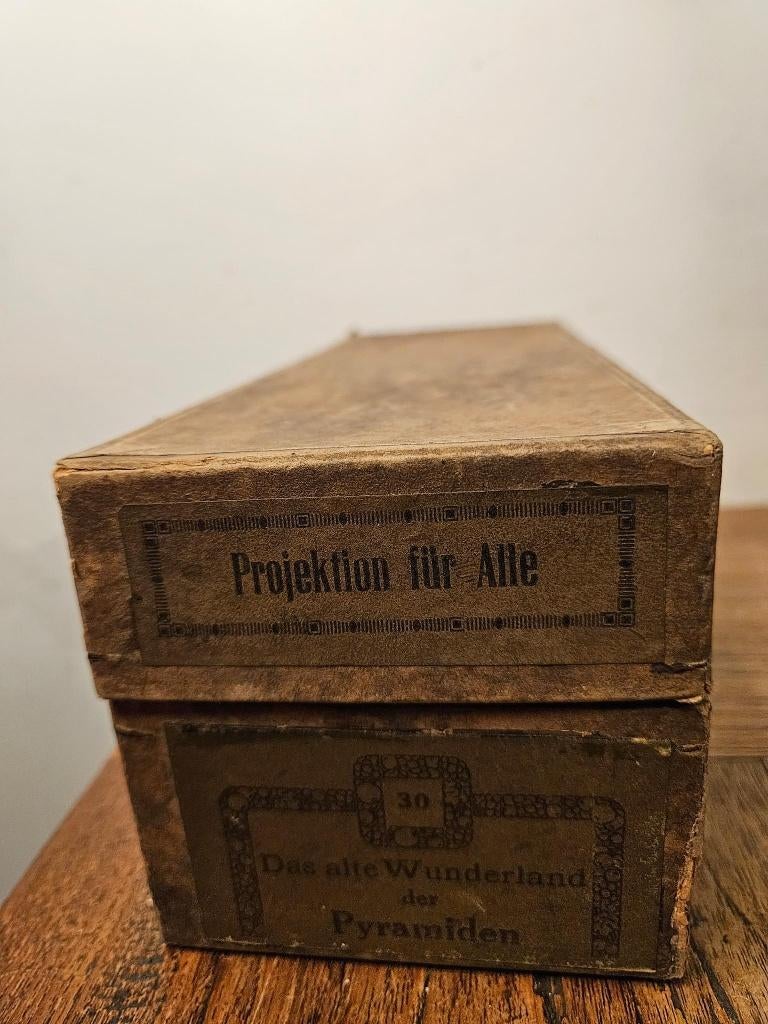 Projektion für Alle
30
Das alte Wunderland
der
Pyramiden